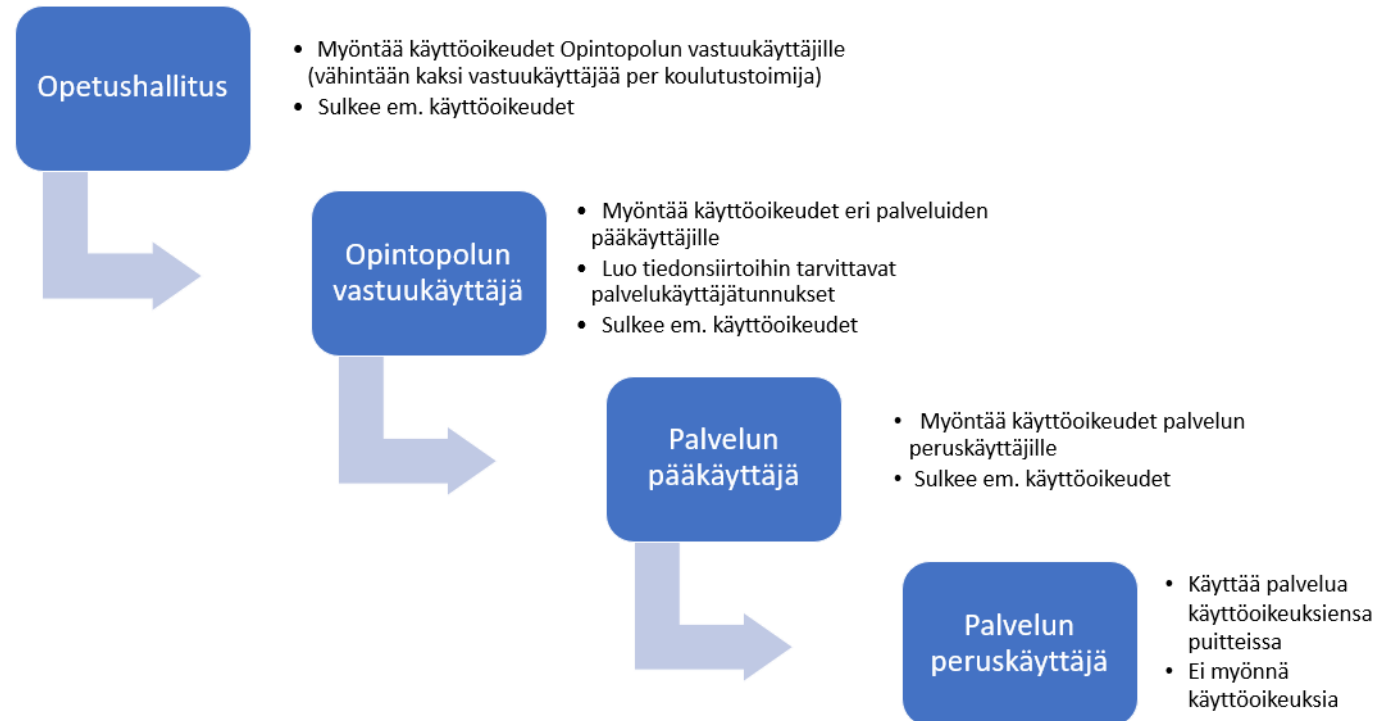 Opetushallitus
• Myöntää käyttöoikeudet Opintopolun vastuukäyttäjille
(vähintään kaksi vastuukäyttäjää per koulutustoimija)
• Sulkee em. käyttöoikeudet
Opintopolun
vastuukäyttäjä
• Myöntää käyttöoikeudet eri palveluiden
pääkäyttäjille
• Luo tiedonsiirtoihin tarvittavat
palvelukäyttäjätunnukset
• Sulkee em. käyttöoikeudet
Palvelun
pääkäyttäjä
• Myöntää käyttöoikeudet palvelun
peruskäyttäjille
• Sulkee em. käyttöoikeudet
Palvelun
peruskäyttäjä
• Käyttää palvelua
käyttöoikeuksiensa
puitteissa
• Ei myönnä
käyttöoikeuksia